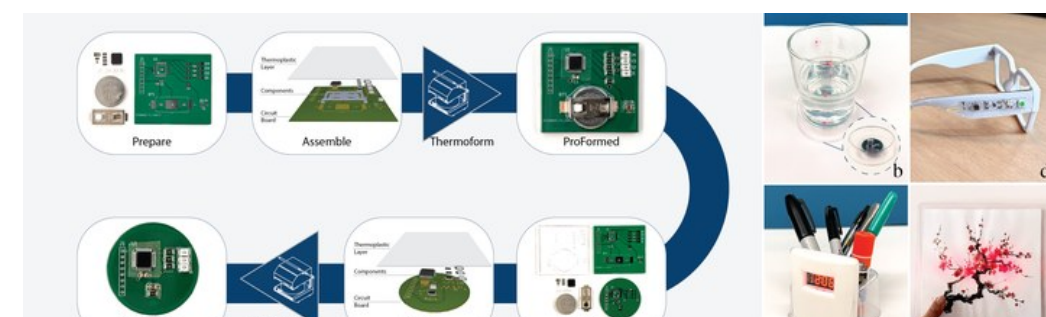 Thermoplastic
Layer
Components
Circuit
Board
Prepare
Assemble
Thermoform
ProFormed
b
Thermoplastic
Layer
Components
Circuit
Board